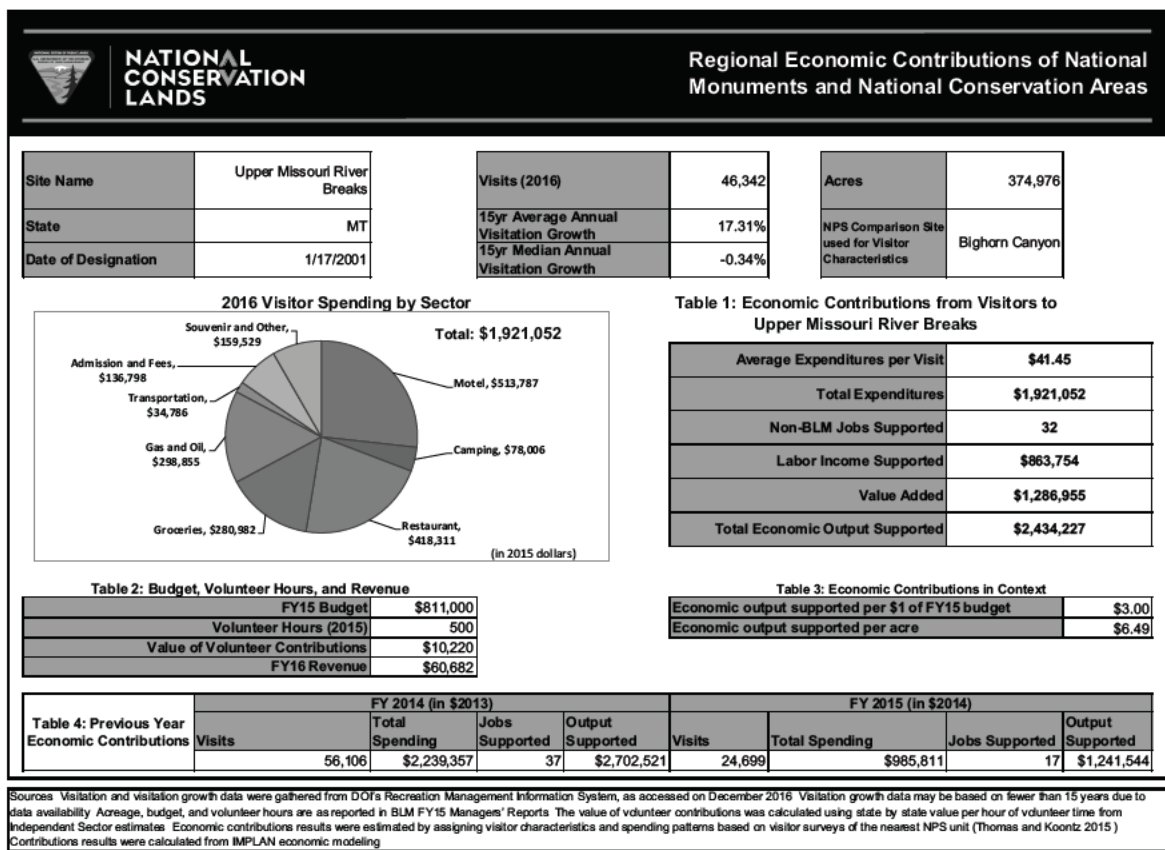 NATIONAL
CONSERVATION
LANDS
Regional Economic Contributions of National
Monuments and National Conservation Areas
Site Name
Upper Missouri River
Breaks
State
MT
Date of Designation
1/17/2001
Visits (2016)
46,342
15yr Average Annual
Visitation Growth
17.31%
15yr Median Annual
Visitation Growth
-0.34%
Acres
374,976
NPS Comparison Site
used for Visitor
Characteristics
Bighorn Canyon
2016 Visitor Spending by Sector
Total: $1,921,052
Souvenir and Other,
$159,529
Admission and Fees,
$136,798
Transportation,
$34,786
Gas and Oil,
$298,855
Groceries, $280,982
Motel, $513,787
Camping, $78,006
Restaurant,
$418,311
(in 2015 dollars)
Table 1: Economic Contributions from Visitors to
Upper Missouri River Breaks
Average Expenditures per Visit $41.45
Total Expenditures $1,921,052
Non-BLM Jobs Supported 32
Labor Income Supported $863,754
Value Added $1,286,955
Total Economic Output Supported $2,434,227
Table 2: Budget, Volunteer Hours, and Revenue
FY15 Budget $811,000
Volunteer Hours (2015) 500
Value of Volunteer Contributions $10,220
FY16 Revenue $60,682
Table 3: Economic Contributions in Context
Economic output supported per $1 of FY15 budget $3.00
Economic output supported per acre $6.49
Table 4: Previous Year
Economic Contributions
FY 2014 (in $2013)
FY 2015 (in $2014)
Visits
Total
Spending
Jobs
Supported
Output
Supported
Visits
Total Spending
Jobs Supported
Output
Supported
56,106 $2,239,357 37 $2,702,521 24,699 $985,811 17 $1,241,544
Sources Visitation and visitation growth data were gathered from DOI's Recreation Management Information System, as accessed on December 2016 Visitation growth data may be based on fewer than 15 years due to
data availability Acreage, budget, and volunteer hours are as reported in BLM FY15 Managers' Reports The value of volunteer contributions was calculated using state by state value per hour of volunteer time from
Independent Sector estimates Economic contributions results were estimated by assigning visitor characteristics and spending patterns based on visitor surveys of the nearest NPS unit (Thomas and Koontz 2015 )
Contributions results were calculated from IMPLAN economic modeling